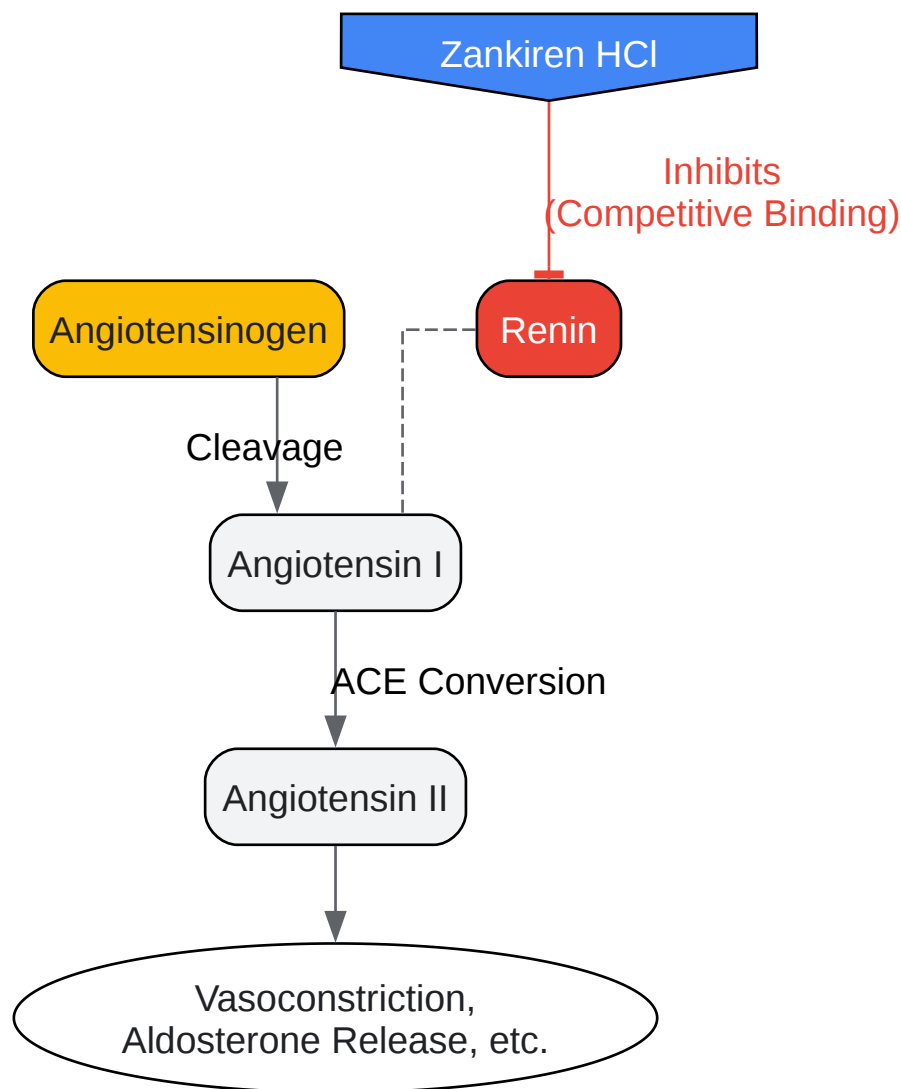 Zankiren HCl
Inhibits
(Competitive Binding)
Angiotensinogen
Renin
Cleavage
Angiotensin I
ACE Conversion
Angiotensin II
Vasoconstriction,
Aldosterone Release, etc.